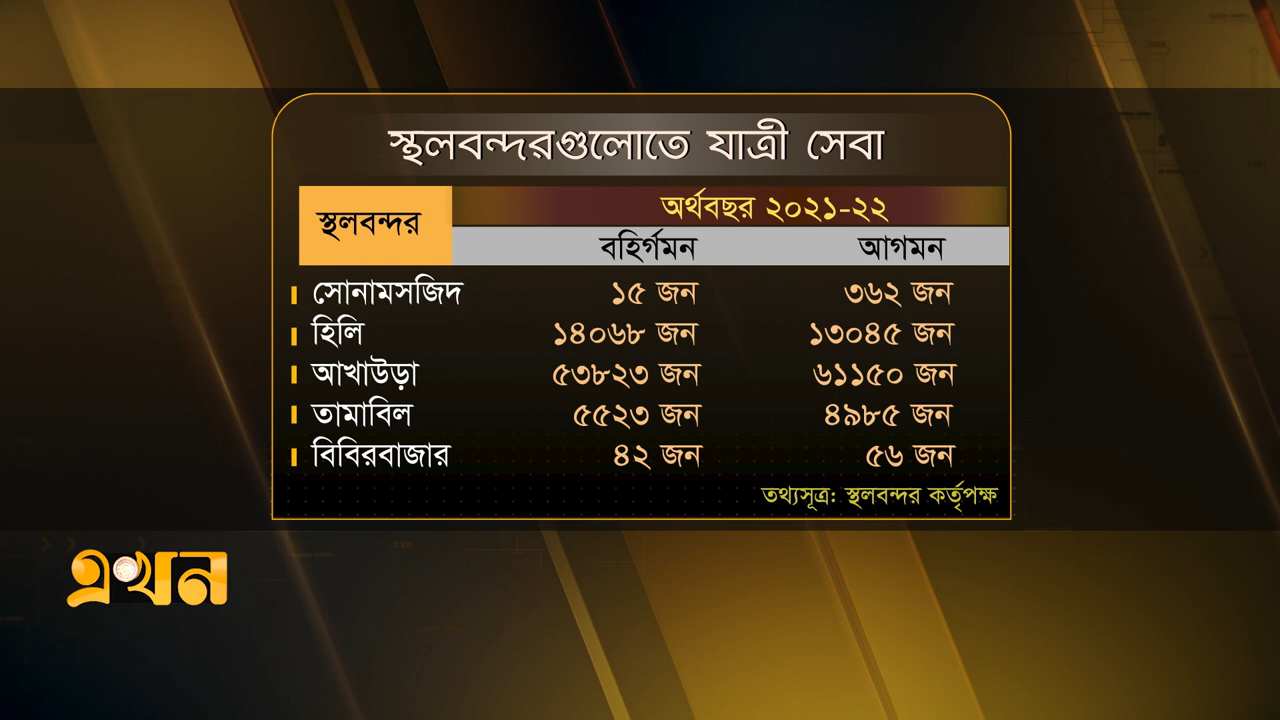 স্থলবন্দরগুলোতে যাত্রী সেবা
স্থলবন্দর
অর্থবছর ২০২১-২২
বহির্গমন আগমন
সোনামসজিদ ১৫ জন ৩৬২ জন
হিলি ১৪০৬৮ জন ১৩০৪৫ জন
আখাউড়া ৫৩৮২৩ জন ৬১১৫০ জন
তামাবিল ৫৫২৩ জন ৪৯৮৫ জন
বিবিরবাজার ৪২ জন ৫৬ জন
তথ্যসূত্র: স্থলবন্দর কর্তৃপক্ষ
এখন